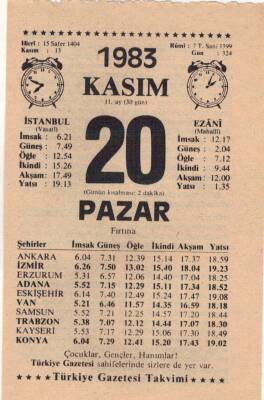 Hicrî : 15 Safer 1404
Kasım : 13
1983
Rûmî : 7 T. Sani 1399
Gün : 324
KASIM
11. ay (30 gün)
İSTANBUL
(Vasatî)
İmsak : 6.21
Güneş : 7.49
Öğle : 12.54
İkindi : 15.26
Akşam: 17.49
Yatsı : 19.13
20
(Günün kısalması: 2 dakika)
EZANÎ
(Mahallî)
İmsak : 12.17
Güneş : 2.04
Öğle : 7.12
İkindi : 9.44
Akşam : 12.00
Yatsı : 1.35
PAZAR
Fırtına
Şehirler İmsak Güneş Öğle İkindi Akşam Yatsı
ANKARA 6.04 7.31 12.39 15.14 17.37 18.59
İZMİR 6.26 7.50 13.02 15.40 18.04 19.23
ERZURUM 5.31 6.57 12.06 14.40 17.04 18.25
ADANA 5.52 7.15 12.29 15.11 17.34 18.52
ESKİŞEHİR 6.14 7.40 12.49 15.24 17.47 19.08
VAN 5.21 6.46 11.57 14.35 16.59 18.18
SAMSUN 5.52 7.21 12.25 14.57 17.20 18.44
TRABZON 5.38 7.07 12.12 14.44 17.07 18.30
KAYSERİ 5.53 7.17 12.29 15.06 17.30 18.49
KONYA 6.04 7.29 12.41 15.20 17.43 19.02
Çocuklar, Gençler, Hanımlar!
Türkiye Gazetesi sahifelerinde sizlere de yer var.
Türkiye Gazetesi Takvimi